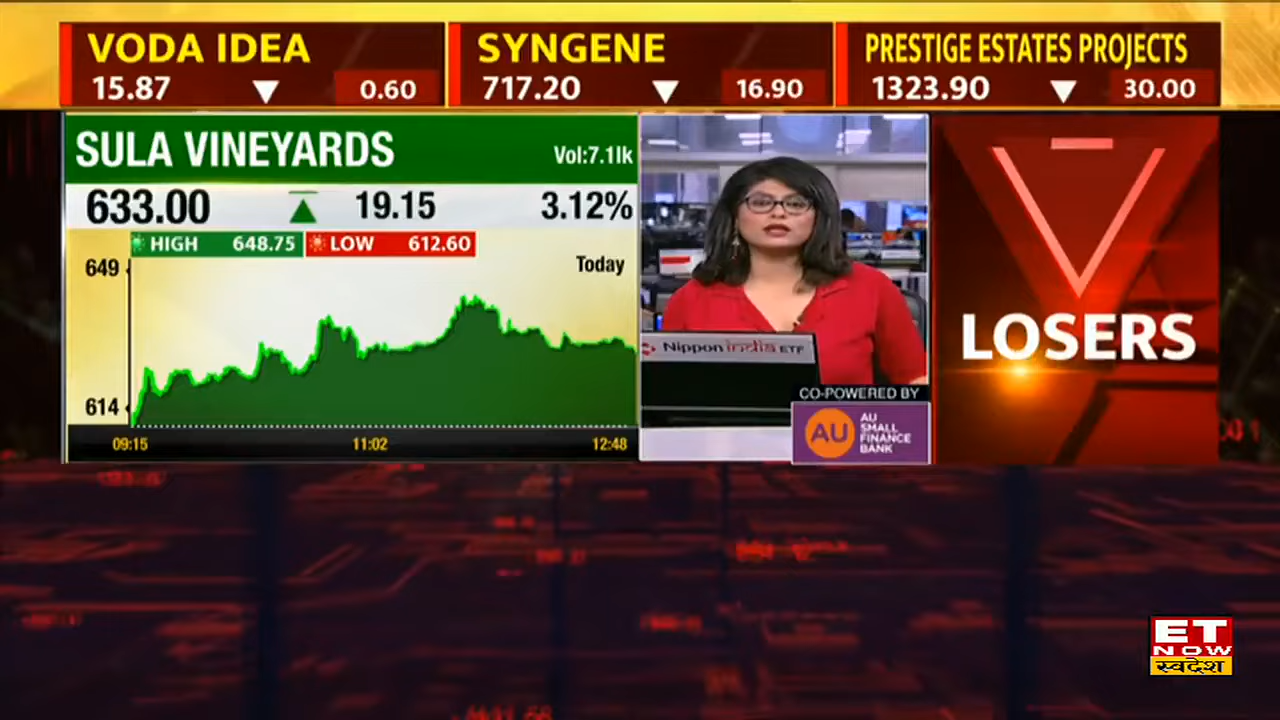 VODA IDEA
15.87 ▼ 0.60
SYNGENE
717.20 ▼ 16.90
PRESTIGE ESTATES PROJECTS
1323.90 ▼ 30.00
SULA VINEYARDS
Vol:7.1lk
633.00 ▲ 19.15 3.12%
HIGH 648.75 LOW 612.60
649
Today
614
09:15 11:02 12:48
Nippon india ETF
CO-POWERED BY
AU
AU
SMALL
FINANCE
BANK
LOSERS
ET
NOW
स्वदेश